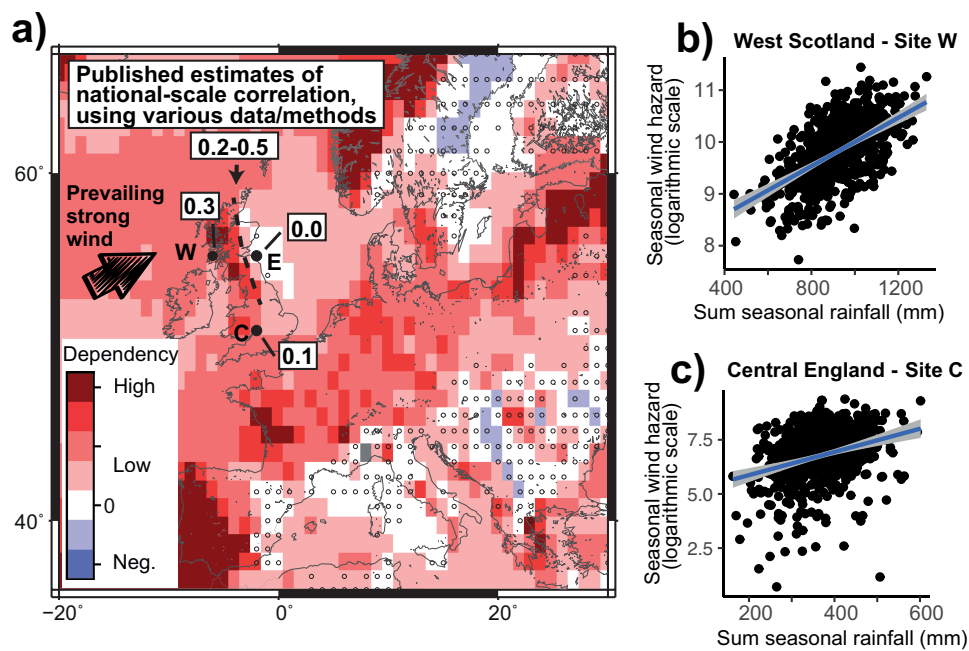 a)
Published estimates of
national-scale correlation,
using various data/methods
0.2-0.5
60°
Prevailing
strong
wind
0.3
0.0
W
E
C
0.1
Dependency
High
Low
0
Neg.
40°
−20°
0°
20°
b)
West Scotland - Site W
Seasonal wind hazard
(logarithmic scale)
11
10
9
8
400
800
1200
Sum seasonal rainfall (mm)
c)
Central England - Site C
Seasonal wind hazard
(logarithmic scale)
7.5
5.0
2.5
200
400
600
Sum seasonal rainfall (mm)